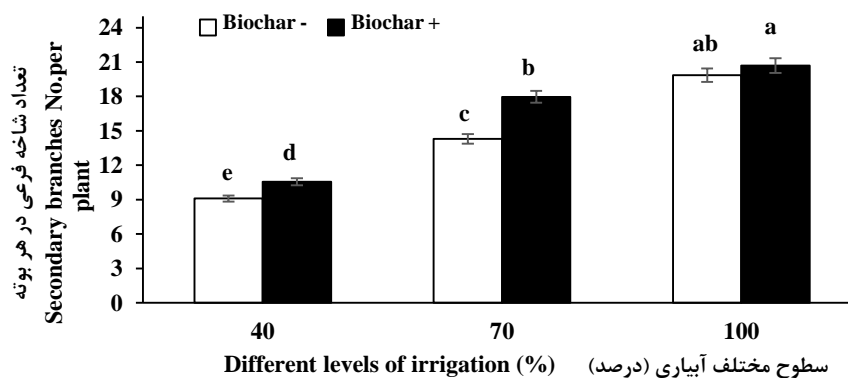 تعداد شاخه فرعی در هر بوته
Secondary branches No.per
plant
24
21
18
15
12
9
6
3
0
Biochar -
Biochar +
e
d
c
b
ab
a
40
70
100
Different levels of irrigation (%)
سطوح مختلف آبیاری (درصد)